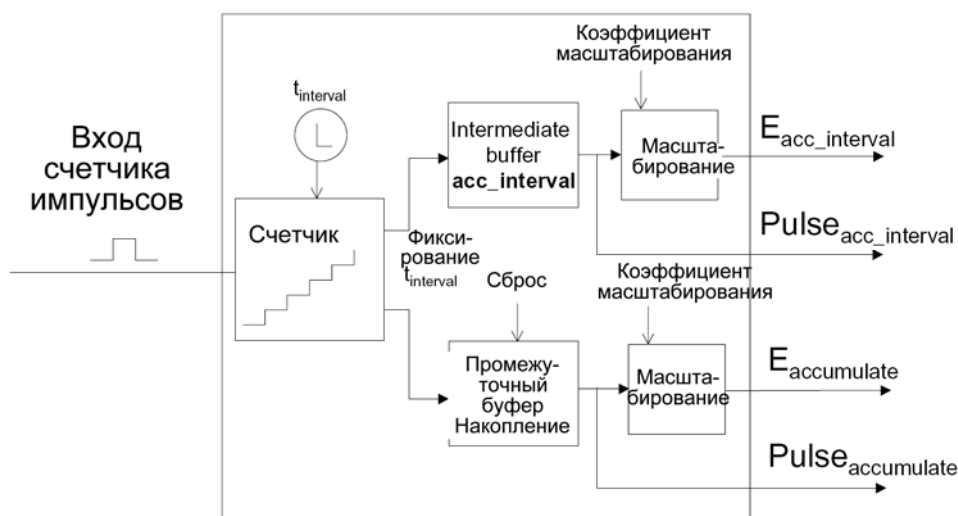 Коэффициент
масштабирования
t interval
Вход
счетчика
импульсов
Intermediate
buffer
acc_interval
Масшта-
бирование
E acc_interval
Счетчик
Фикси-
рование
t interval
Pulse acc_interval
Сброс
Коэффициент
масштабирования
Промежу-
точный
буфер
Накопление
Масшта-
бирование
E accumulate
Pulse accumulate